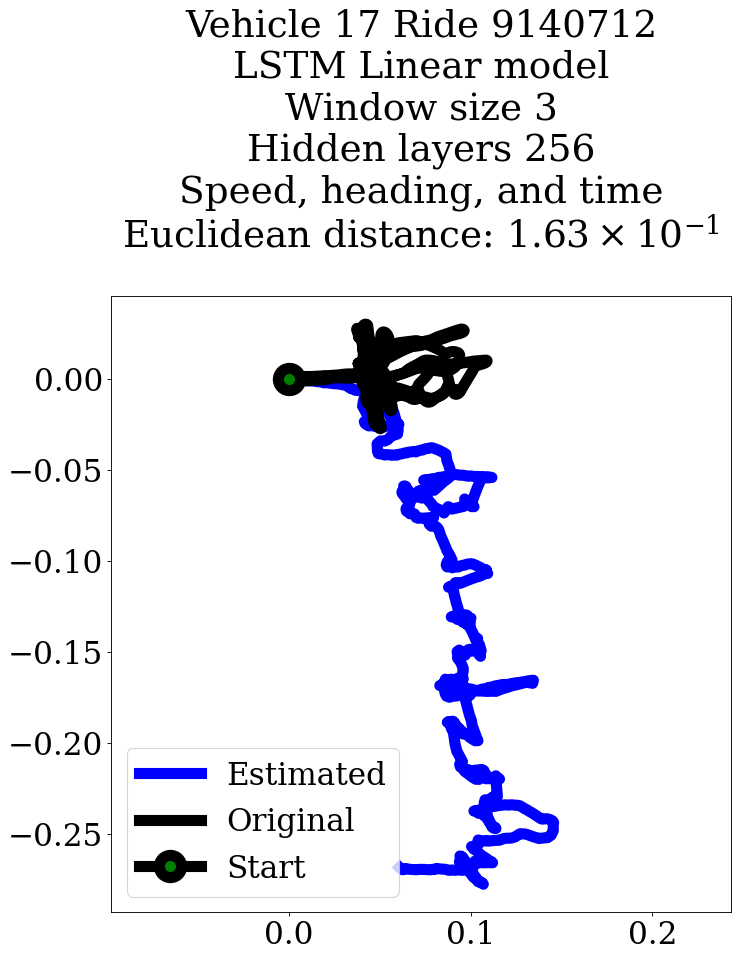 Vehicle 17 Ride 9140712
LSTM Linear model
Window size 3
Hidden layers 256
Speed, heading, and time
Euclidean distance: 1.63 × 10⁻¹
0.00
−0.05
−0.10
−0.15
−0.20
−0.25
Estimated
Original
Start
0.0 0.1 0.2